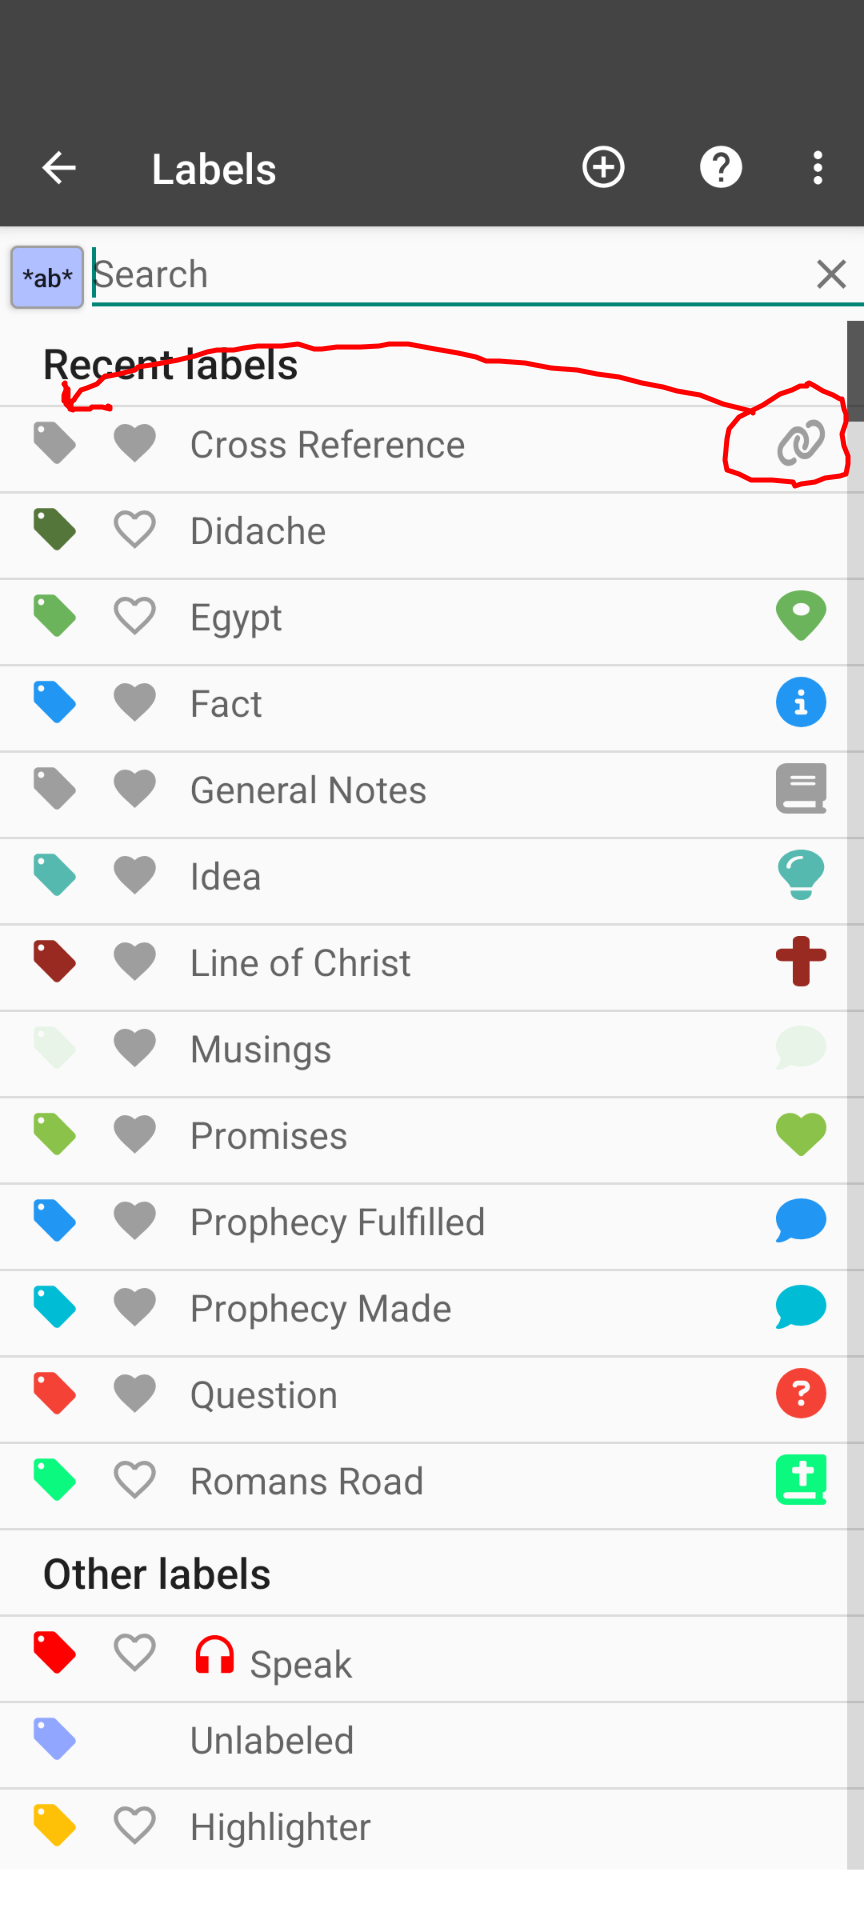 Labels
*ab* Search
Recent labels
Cross Reference
Didache
Egypt
Fact
General Notes
Idea
Line of Christ
Musings
Promises
Prophecy Fulfilled
Prophecy Made
Question
Romans Road
Other labels
Speak
Unlabeled
Highlighter